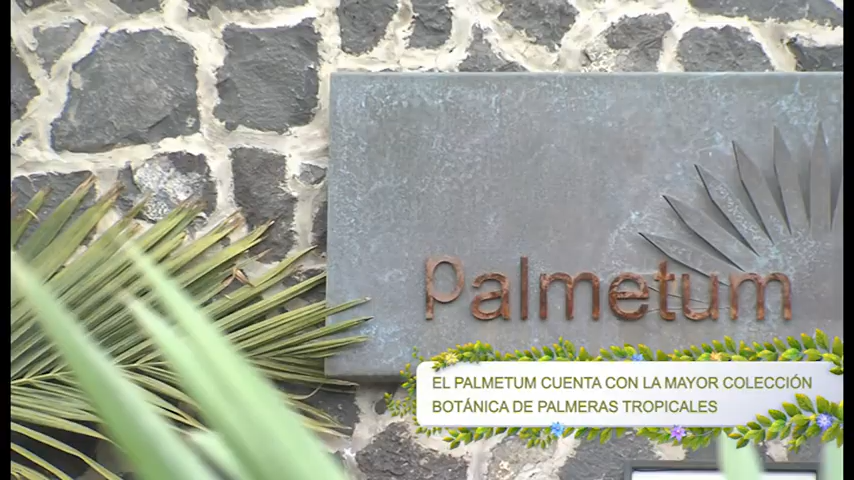 palmetum
EL PALMETUM CUENTA CON LA MAYOR COLECCIÓN
BOTÁNICA DE PALMERAS TROPICALES